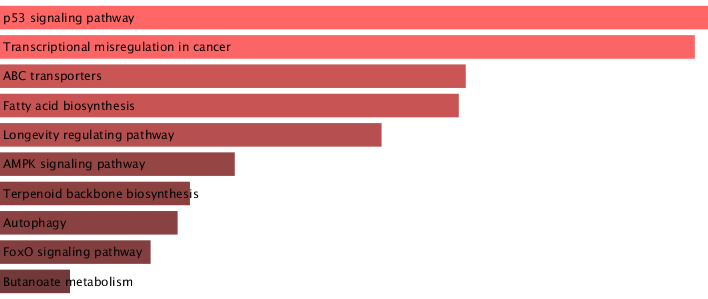 p53 signaling pathway
Transcriptional misregulation in cancer
ABC transporters
Fatty acid biosynthesis
Longevity regulating pathway
AMPK signaling pathway
Terpenoid backbone biosynthesis
Autophagy
FoxO signaling pathway
Butanoate metabolism